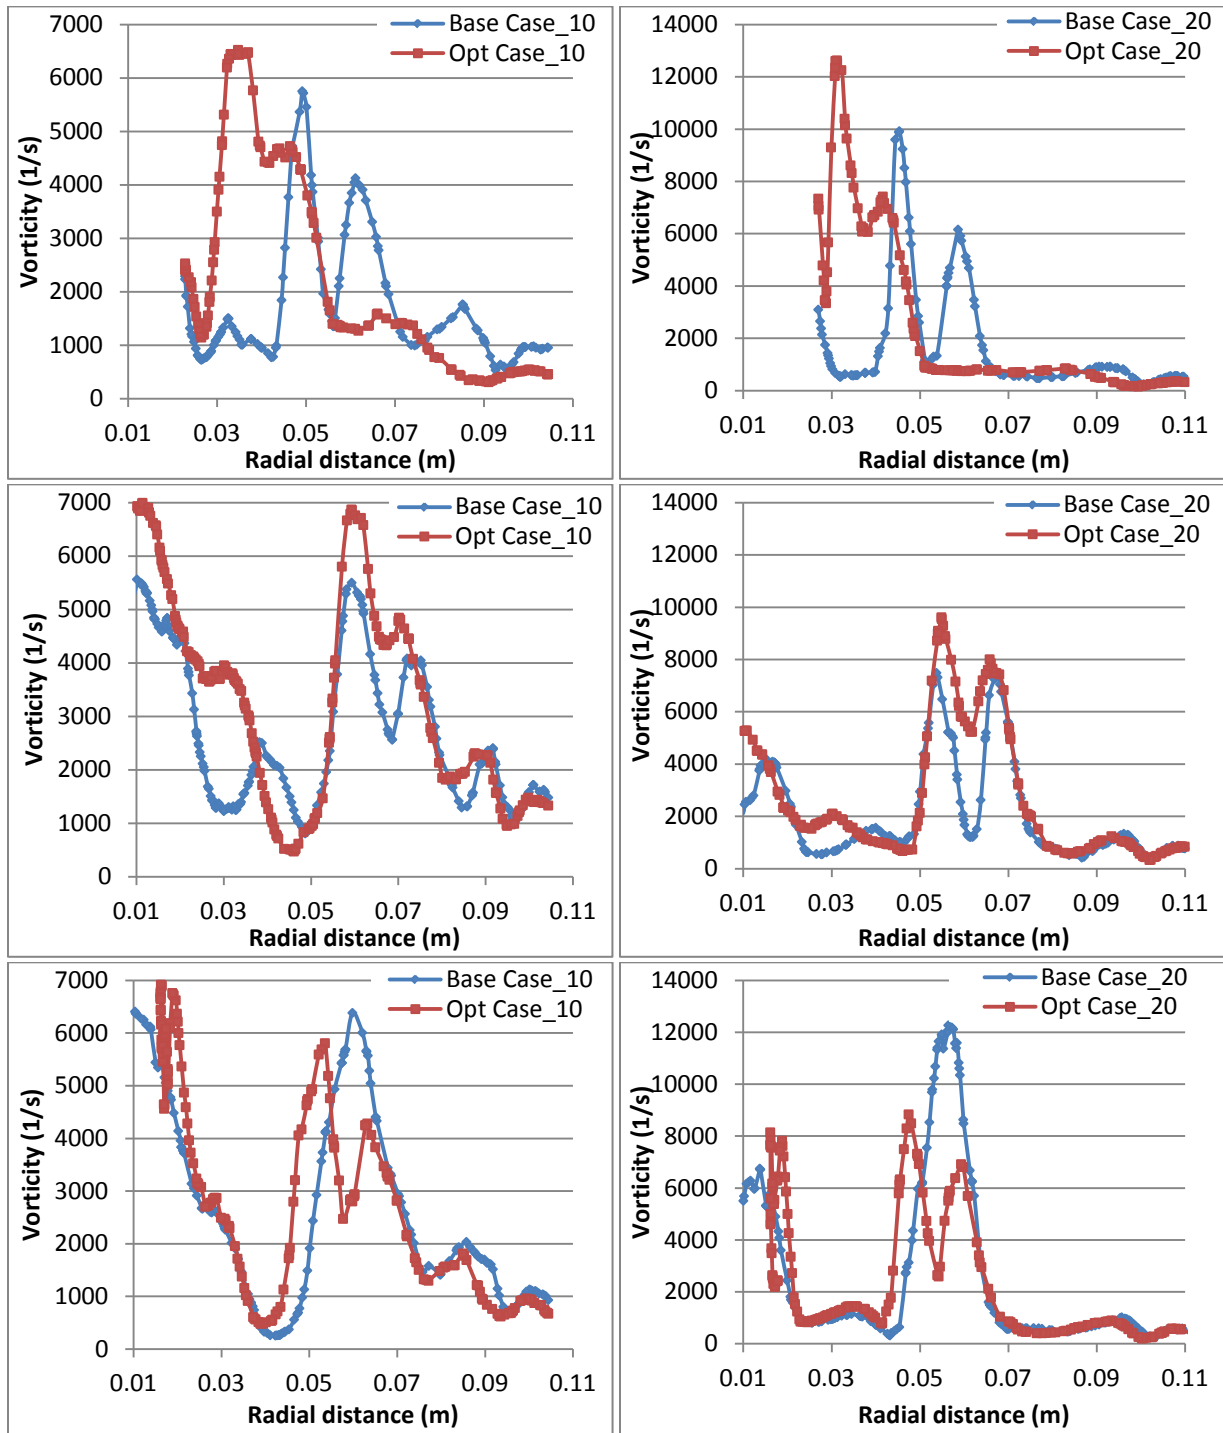 7000
6000
5000
4000
3000
2000
1000
0
Vorticity (1/s)
Base Case_10
Opt Case_10
0.01 0.03 0.05 0.07 0.09 0.11
Radial distance (m)
14000
12000
10000
8000
6000
4000
2000
0
Vorticity (1/s)
Base Case_20
Opt Case_20
0.01 0.03 0.05 0.07 0.09 0.11
Radial distance (m)
7000
6000
5000
4000
3000
2000
1000
0
Vorticity (1/s)
Base Case_10
Opt Case_10
0.01 0.03 0.05 0.07 0.09 0.11
Radial distance (m)
14000
12000
10000
8000
6000
4000
2000
0
Vorticity (1/s)
Base Case_20
Opt Case_20
0.01 0.03 0.05 0.07 0.09 0.11
Radial distance (m)
7000
6000
5000
4000
3000
2000
1000
0
Vorticity (1/s)
Base Case_10
Opt Case_10
0.01 0.03 0.05 0.07 0.09 0.11
Radial distance (m)
14000
12000
10000
8000
6000
4000
2000
0
Vorticity (1/s)
Base Case_20
Opt Case_20
0.01 0.03 0.05 0.07 0.09 0.11
Radial distance (m)